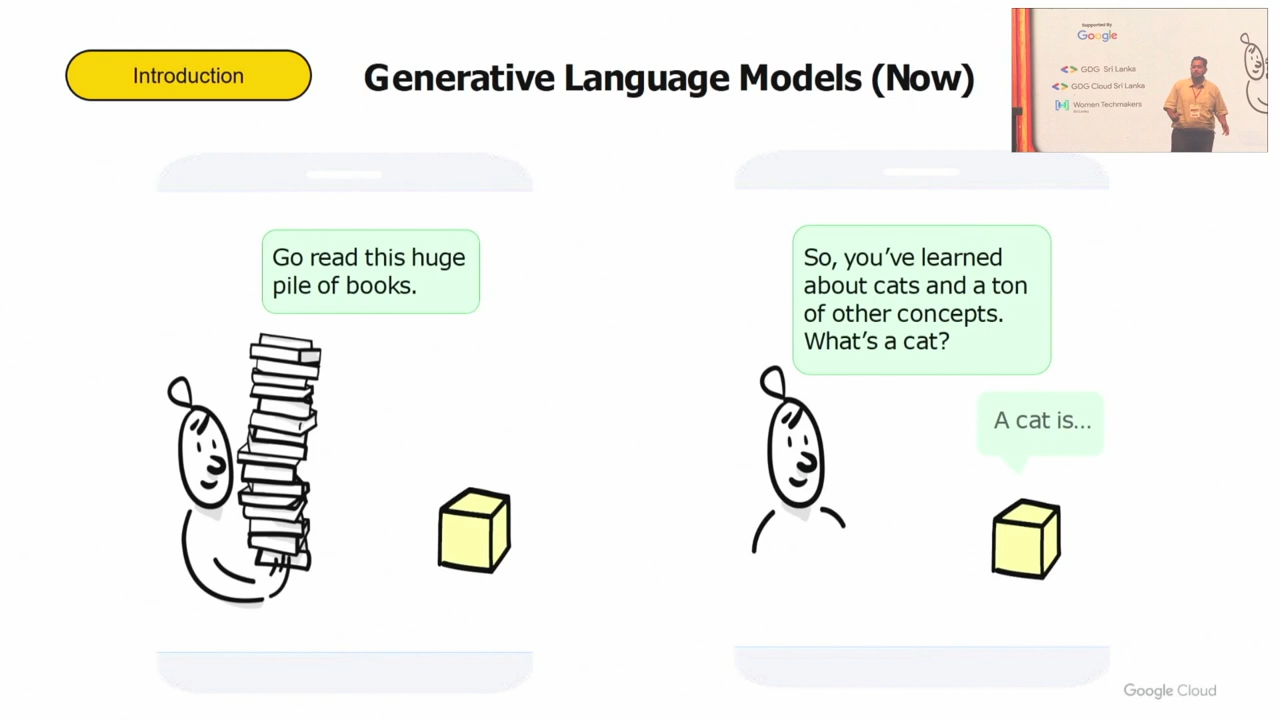 Introduction
Generative Language Models (Now)
Supported By
Google
GDG Sri Lanka
GDG Cloud Sri Lanka
Women Techmakers
Go read this huge
pile of books.
So, you've learned
about cats and a ton
of other concepts.
What's a cat?
A cat is...
Google Cloud